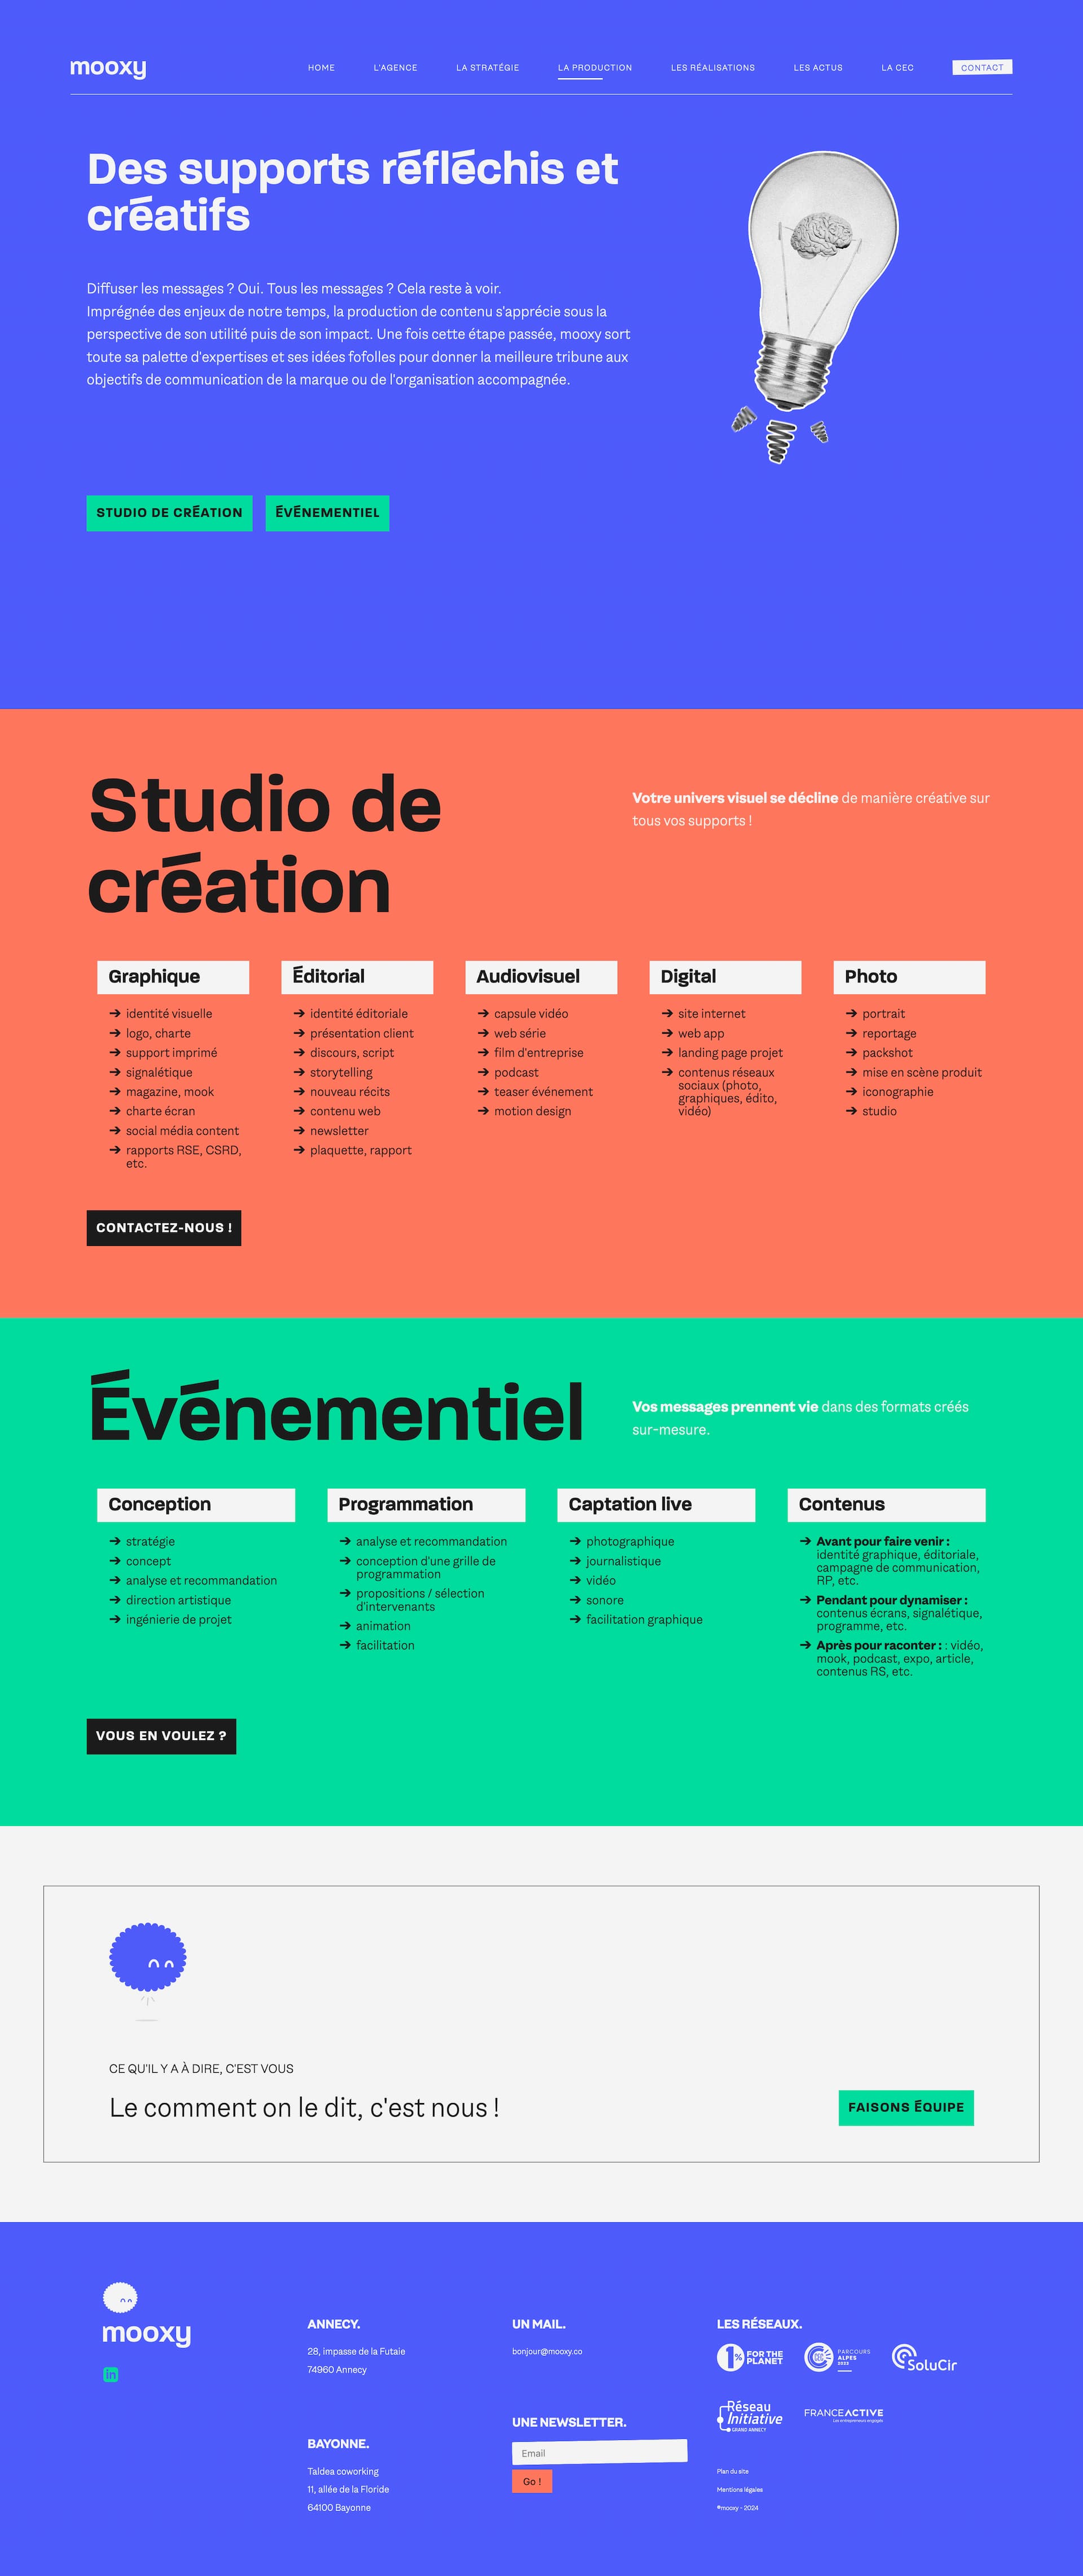 mooxy
HOME
L'AGENCE
LA STRATÉGIE
LA PRODUCTION
LES RÉALISATIONS
LES ACTUS
LA CEC
CONTACT
Des supports réfléchis et
créatifs
Diffuser les messages ? Oui. Tous les messages ? Cela reste à voir.
Imprégnée des enjeux de notre temps, la production de contenu s'apprécie sous la
perspective de son utilité puis de son impact. Une fois cette étape passée, mooxy sort
toute sa palette d'expertises et ses idées fofolles pour donner la meilleure tribune aux
objectifs de communication de la marque ou de l'organisation accompagnée.
STUDIO DE CRÉATION
ÉVÉNEMENTIEL
Studio de
création
Votre univers visuel se décline de manière créative sur
tous vos supports !
Graphique
→ identité visuelle
→ logo, charte
→ support imprimé
→ signalétique
→ magazine, mook
→ charte écran
→ social média content
→ rapports RSE, CSRD,
etc.
Éditorial
→ identité éditoriale
→ présentation client
→ discours, script
→ storytelling
→ nouveau récits
→ contenu web
→ newsletter
→ plaquette, rapport
Audiovisuel
→ capsule vidéo
→ web série
→ film d'entreprise
→ podcast
→ teaser événement
→ motion design
Digital
→ site internet
→ web app
→ landing page projet
→ contenus réseaux
sociaux (photo,
graphiques, édito,
vidéo)
Photo
→ portrait
→ reportage
→ packshot
→ mise en scène produit
→ iconographie
→ studio
CONTACTEZ-NOUS !
Événementiel
Vos messages prennent vie dans des formats créés
sur-mesure.
Conception
→ stratégie
→ concept
→ analyse et recommandation
→ direction artistique
→ ingénierie de projet
Programmation
→ analyse et recommandation
→ conception d'une grille de
programmation
→ propositions / sélection
d'intervenants
→ animation
→ facilitation
Captation live
→ photographique
→ journalistique
→ vidéo
→ sonore
→ facilitation graphique
Contenus
→ Avant pour faire venir :
identité graphique, éditoriale,
campagne de communication,
RP, etc.
→ Pendant pour dynamiser :
contenus écrans, signalétique,
programme, etc.
→ Après pour raconter : : vidéo,
mook, podcast, expo, article,
contenus RS, etc.
VOUS EN VOULEZ ?
CE QU'IL Y A À DIRE, C'EST VOUS
Le comment on le dit, c'est nous !
FAISONS ÉQUIPE
mooxy
in
ANNECY.
28, impasse de la Futaie
74960 Annecy
BAYONNE.
Taldea coworking
11, allée de la Floride
64100 Bayonne
UN MAIL.
bonjour@mooxy.co
UNE NEWSLETTER.
Email
Go !
LES RÉSEAUX.
1% FOR THE
PLANET
PARCOURS
ALPES
2023
SoluCir
Réseau
Initiative
GRAND ANNECY
FRANCEACTIVE
Les entrepreneurs engagés
Plan du site
Mentions légales
®mooxy - 2024